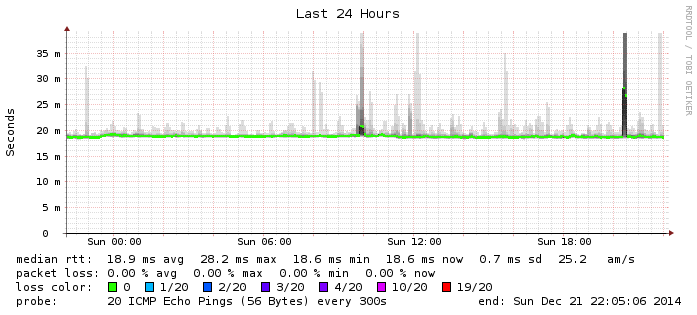 Last 24 Hours
RRDTOOL / TOBI OETIKER
Seconds
35 m
30 m
25 m
20 m
15 m
10 m
5 m
0
Sun 00:00 Sun 06:00 Sun 12:00 Sun 18:00
median rtt: 18.9 ms avg 28.2 ms max 18.6 ms min 18.6 ms now 0.7 ms sd 25.2 am/s
packet loss: 0.00 % avg 0.00 % max 0.00 % min 0.00 % now
loss color: 0 1/20 2/20 3/20 4/20 10/20 19/20
probe: 20 ICMP Echo Pings (56 Bytes) every 300s end: Sun Dec 21 22:05:06 2014